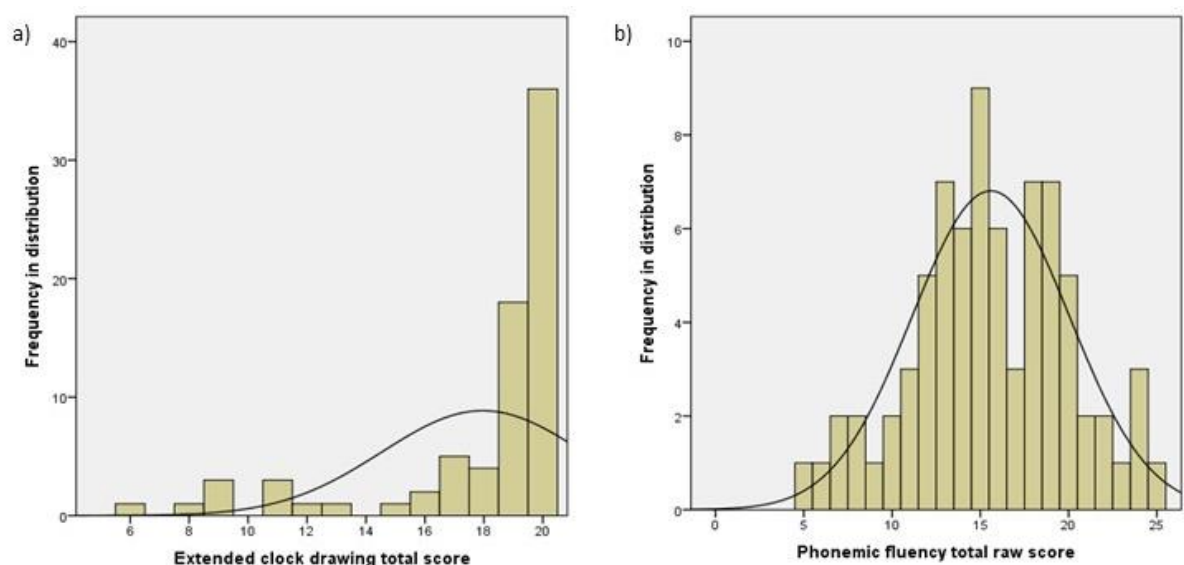 a)
40
30
20
10
0
6 8 10 12 14 16 18 20
Frequency in distribution
Extended clock drawing total score
b)
10
8
6
4
2
0
0 5 10 15 20 25
Frequency in distribution
Phonemic fluency total raw score